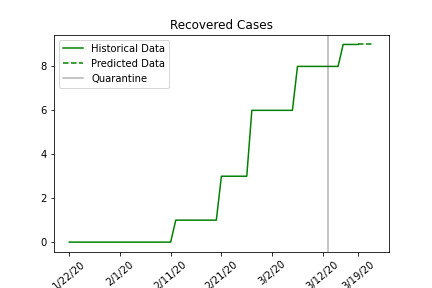 Recovered Cases
Historical Data
Predicted Data
Quarantine
8
6
4
2
0
1/22/20 2/1/20 2/11/20 2/21/20 3/2/20 3/12/20 3/19/20